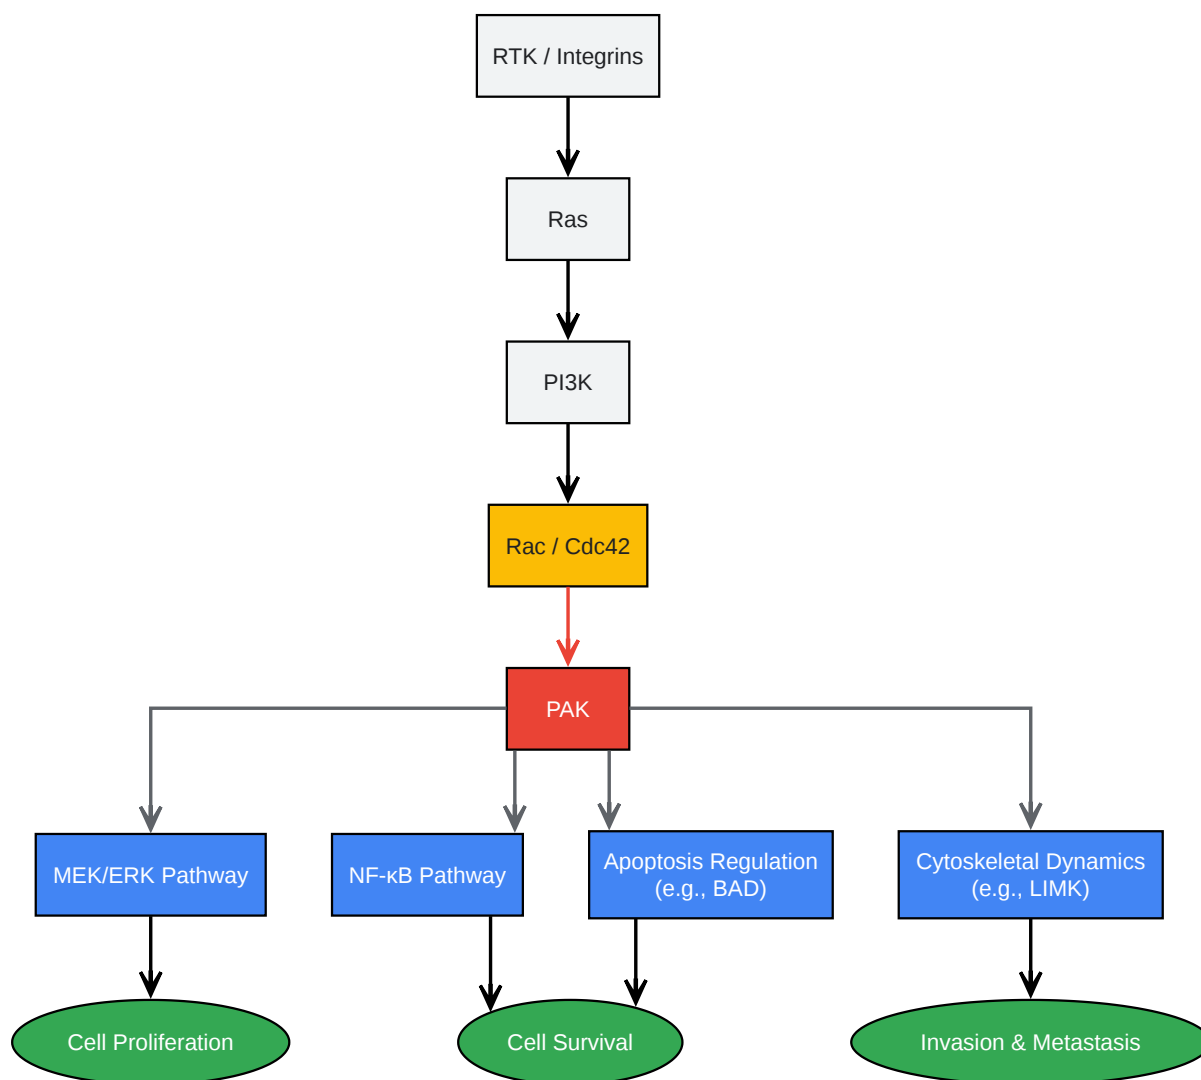 RTK / Integrins
Ras
PI3K
Rac / Cdc42
PAK
MEK/ERK Pathway
NF-κB Pathway
Apoptosis Regulation
(e.g., BAD)
Cytoskeletal Dynamics
(e.g., LIMK)
Cell Proliferation
Cell Survival
Invasion & Metastasis